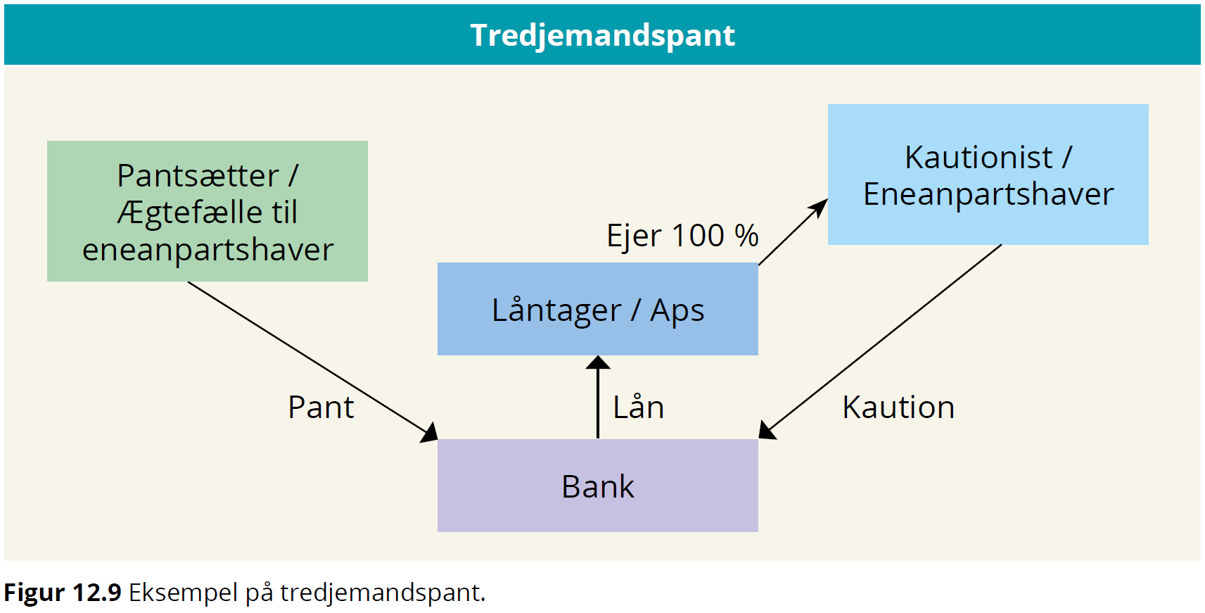 Tredjemandspant
Pantsætter /
Ægtefælle til
eneanpartshaver
Kautionist /
Eneanpartshaver
Ejer 100 %
Låntager / Aps
Pant
Lån
Kaution
Bank
Figur 12.9 Eksempel på tredjemandspant.